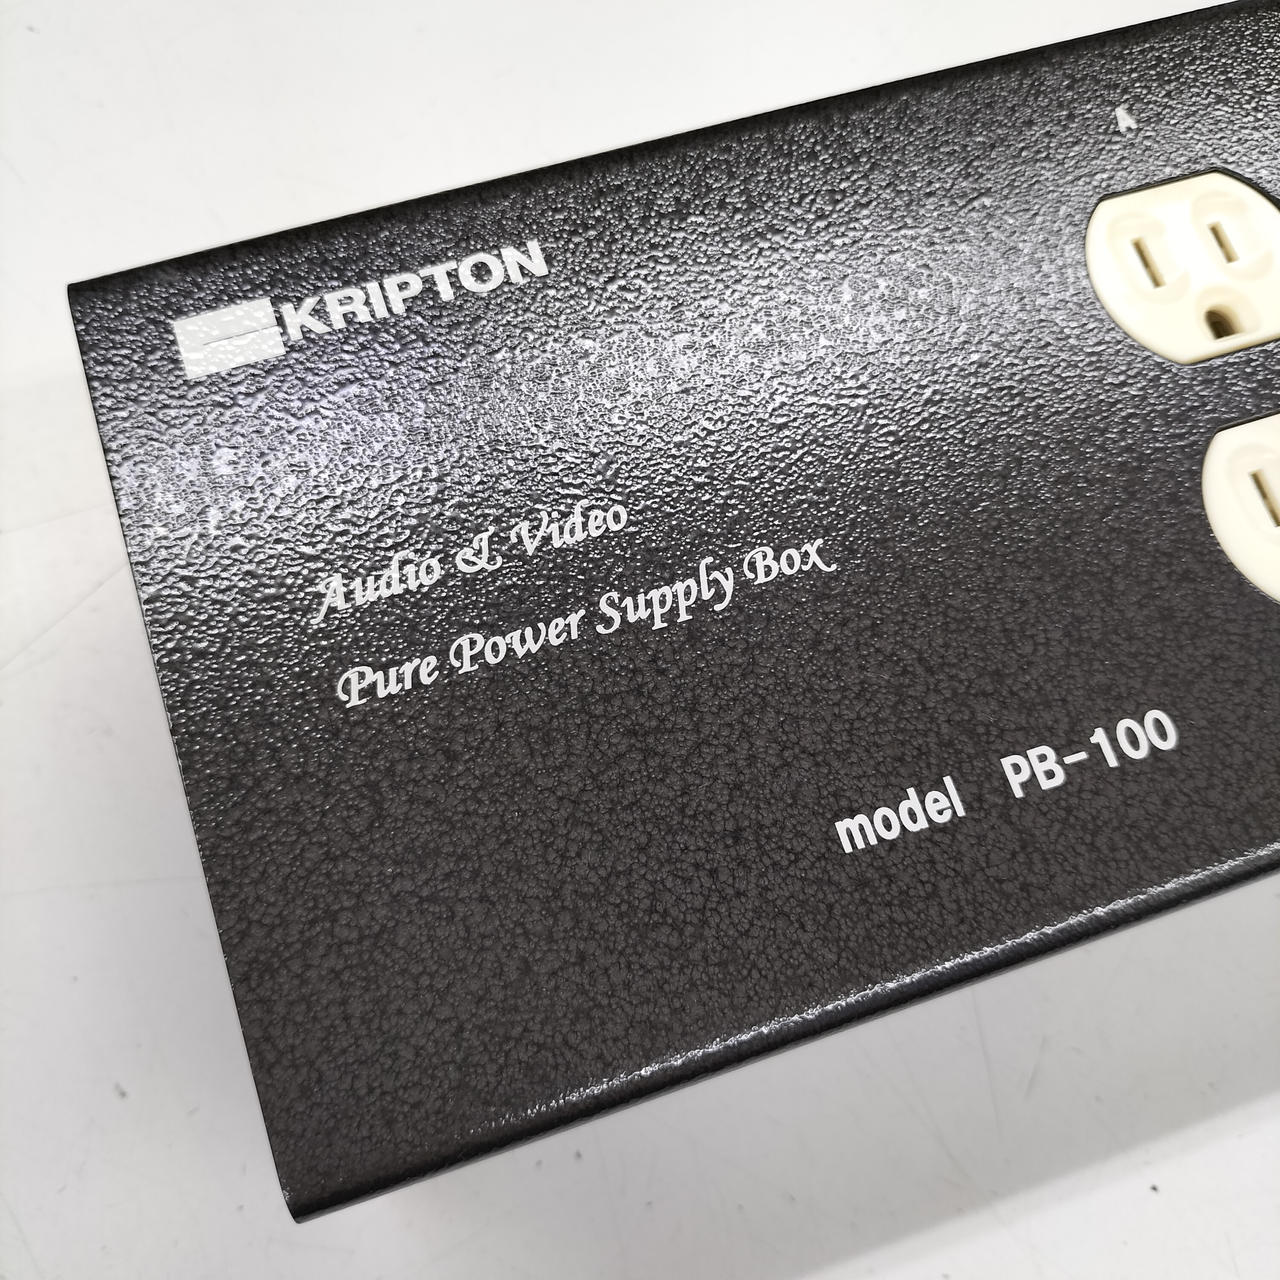 A
KRIPTON
Audio & Video
Pure Power Supply Box
model PB-100